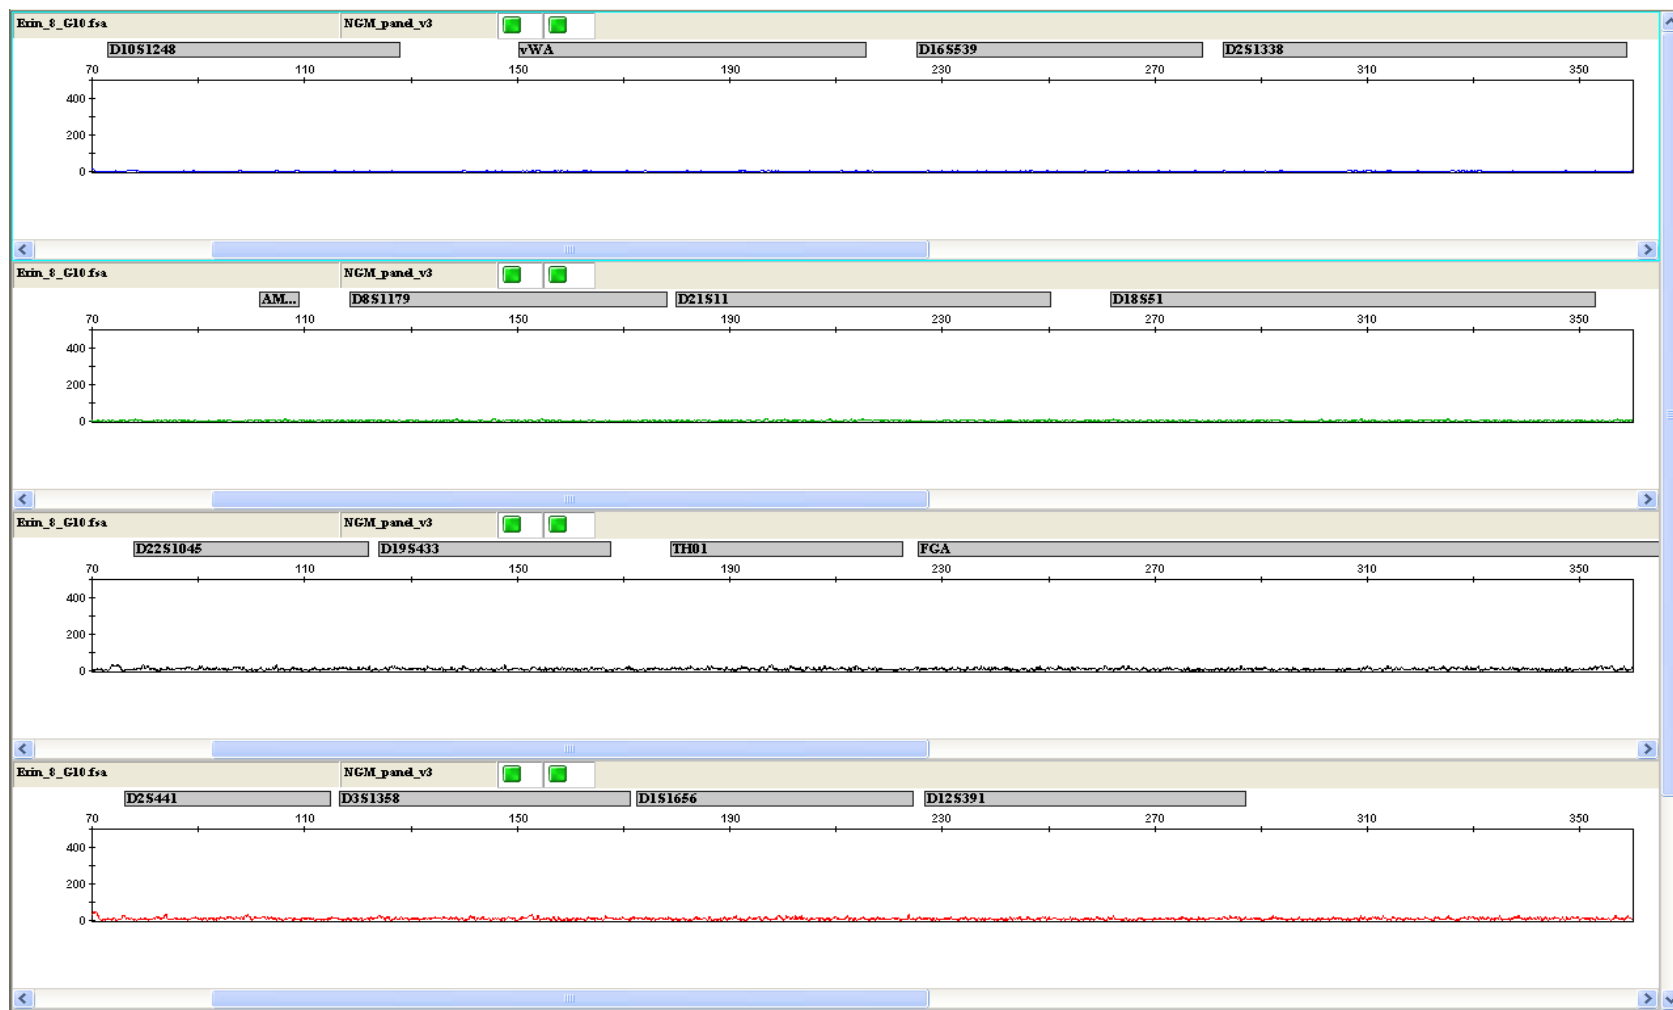 Erin_8_G10.fsa NGM_panel_v3
D10S1248 vWA D16S539 D2S1338
70 110 150 190 230 270 310 350
400
200
0
Erin_8_G10.fsa NGM_panel_v3
AM... D8S1179 D21S11 D18S51
70 110 150 190 230 270 310 350
400
200
0
Erin_8_G10.fsa NGM_panel_v3
D22S1045 D19S433 TH01 FGA
70 110 150 190 230 270 310 350
400
200
0
Erin_8_G10.fsa NGM_panel_v3
D2S441 D3S1358 D1S1656 D12S391
70 110 150 190 230 270 310 350
400
200
0